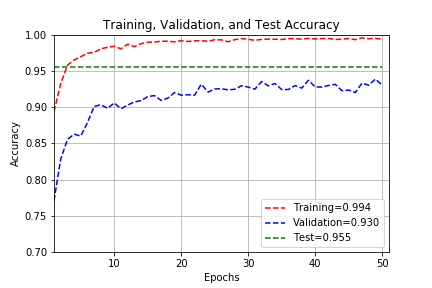 Training, Validation, and Test Accuracy
1.00
0.95
0.90
0.85
0.80
0.75
0.70
Accuracy
Training=0.994
Validation=0.930
Test=0.955
10 20 30 40 50
Epochs